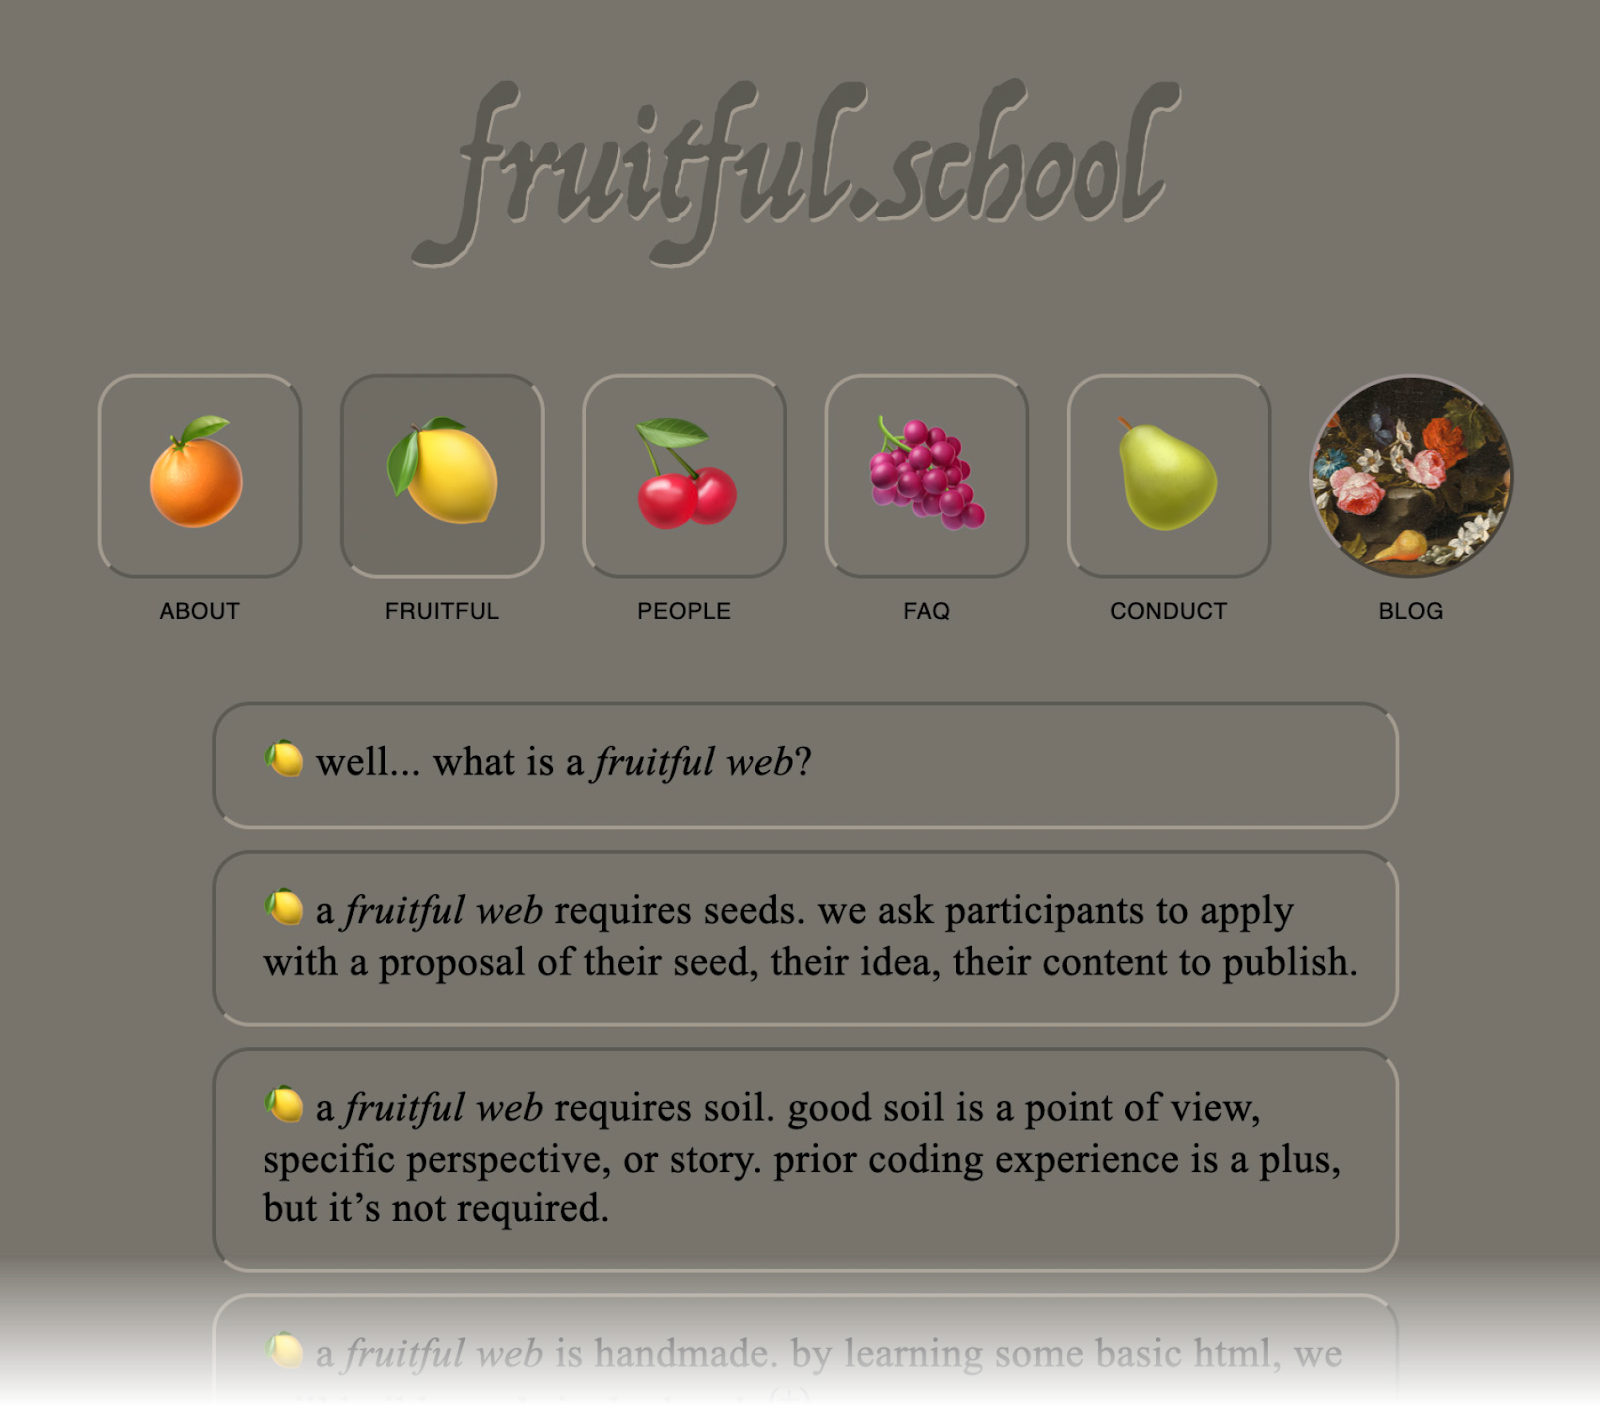 fruitful.school
ABOUT
FRUITFUL
PEOPLE
FAQ
CONDUCT
BLOG
well... what is a fruitful web?
a fruitful web requires seeds. we ask participants to apply
with a proposal of their seed, their idea, their content to publish.
a fruitful web requires soil. good soil is a point of view,
specific perspective, or story. prior coding experience is a plus,
but it’s not required.
a fruitful web is handmade. by learning some basic html, we